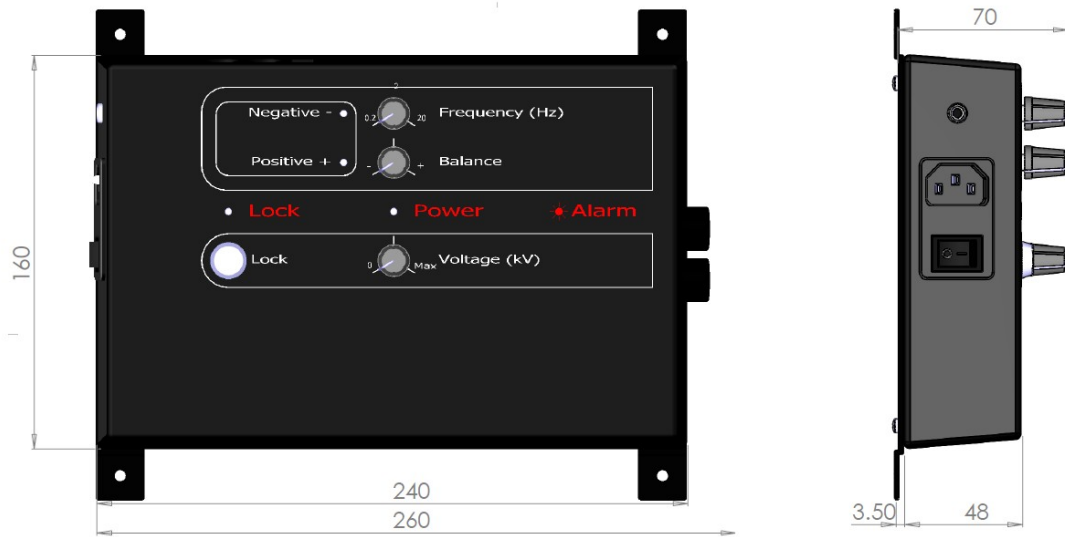 70
2
Negative -
0.2
20
Frequency (Hz)
Positive +
-
+
Balance
Lock
Power
Alarm
160
Lock
0
Max
Voltage (kV)
240
260
3.50
48